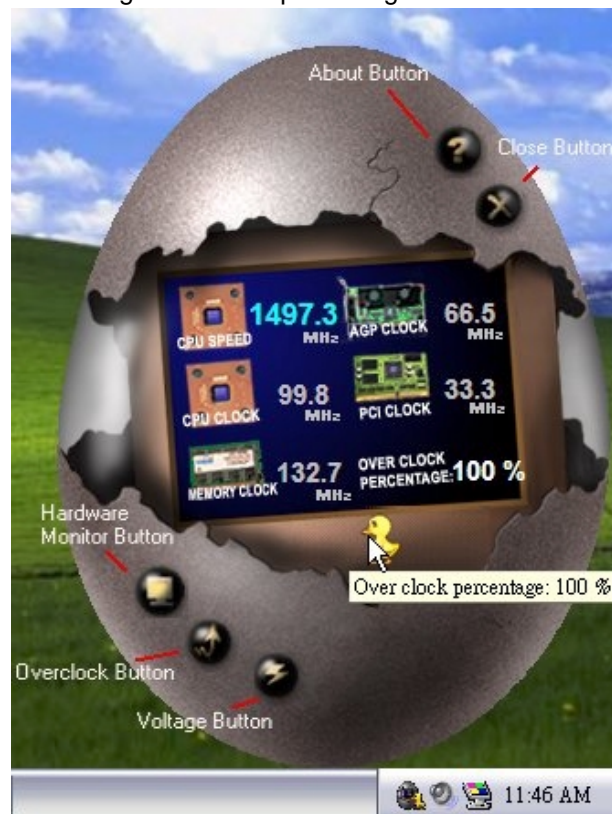 About Button
Close Button
CPU SPEED 1497.3 MHz
AGP CLOCK 66.5 MHz
CPU CLOCK 99.8 MHz
PCI CLOCK 33.3 MHz
MEMORY CLOCK 132.7 MHz
OVER CLOCK
PERCENTAGE: 100 %
Hardware
Monitor Button
Over clock percentage: 100 %
Overclock Button
Voltage Button
11:46 AM